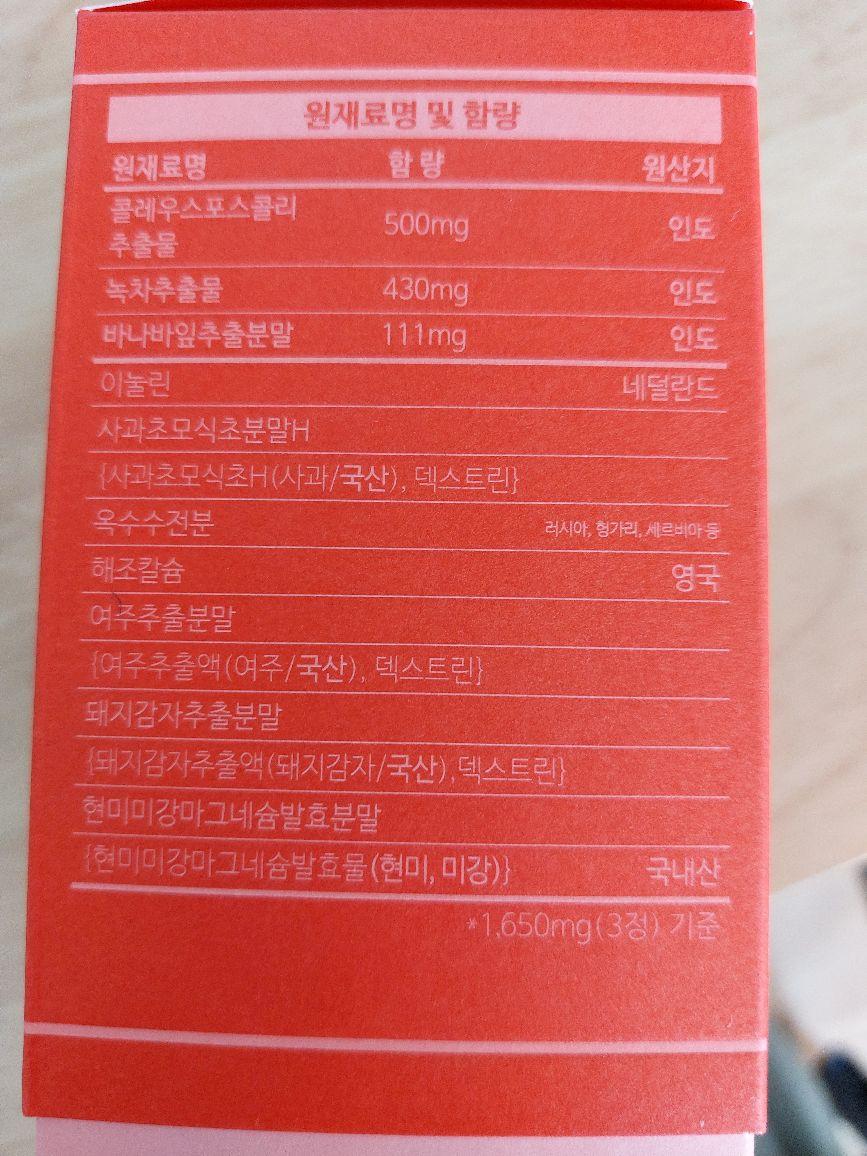 원재료명 및 함량
원재료명 함 량 원산지
콜레우스포스콜리
추출물 500mg 인도
녹차추출물 430mg 인도
바나바잎추출분말 111mg 인도
이눌린 네덜란드
사과초모식초분말H
{사과초모식초H(사과/국산), 덱스트린}
옥수수전분 러시아, 헝가리, 세르비아 등
해조칼슘 영국
여주추출분말
{여주추출액(여주/국산), 덱스트린}
돼지감자추출분말
{돼지감자추출액(돼지감자/국산),덱스트린}
현미미강마그네슘발효분말
{현미미강마그네슘발효물(현미, 미강)} 국내산
*1,650mg(3정) 기준